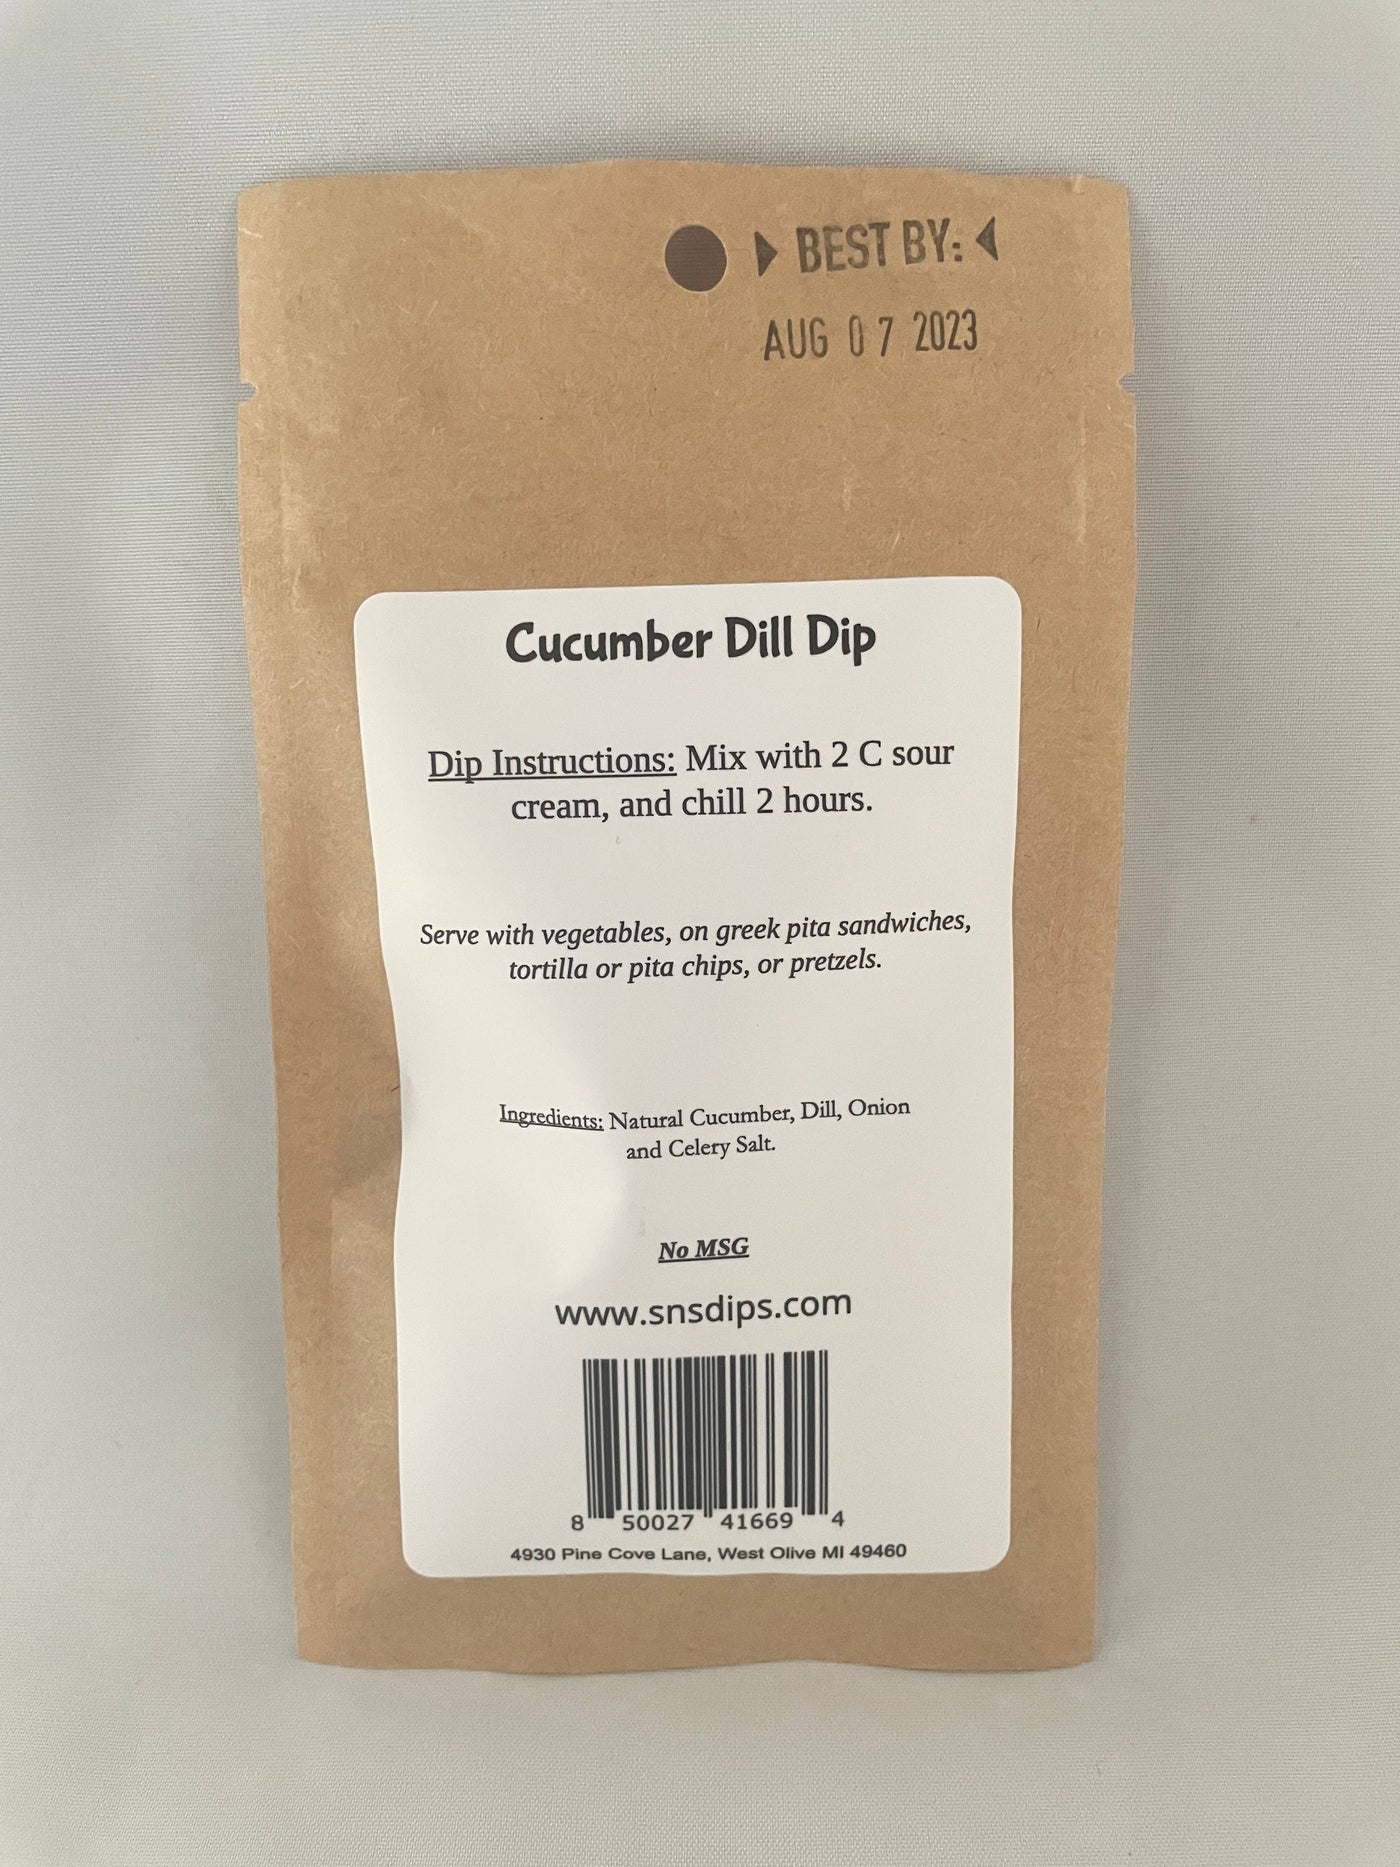 BEST BY:
AUG 07 2023
Cucumber Dill Dip
Dip Instructions: Mix with 2 C sour
cream, and chill 2 hours.
Serve with vegetables, on greek pita sandwiches,
tortilla or pita chips, or pretzels.
Ingredients: Natural Cucumber, Dill, Onion
and Celery Salt.
No MSG
www.snsdips.com
8 50027 41669 4
4930 Pine Cove Lane, West Olive MI 49460